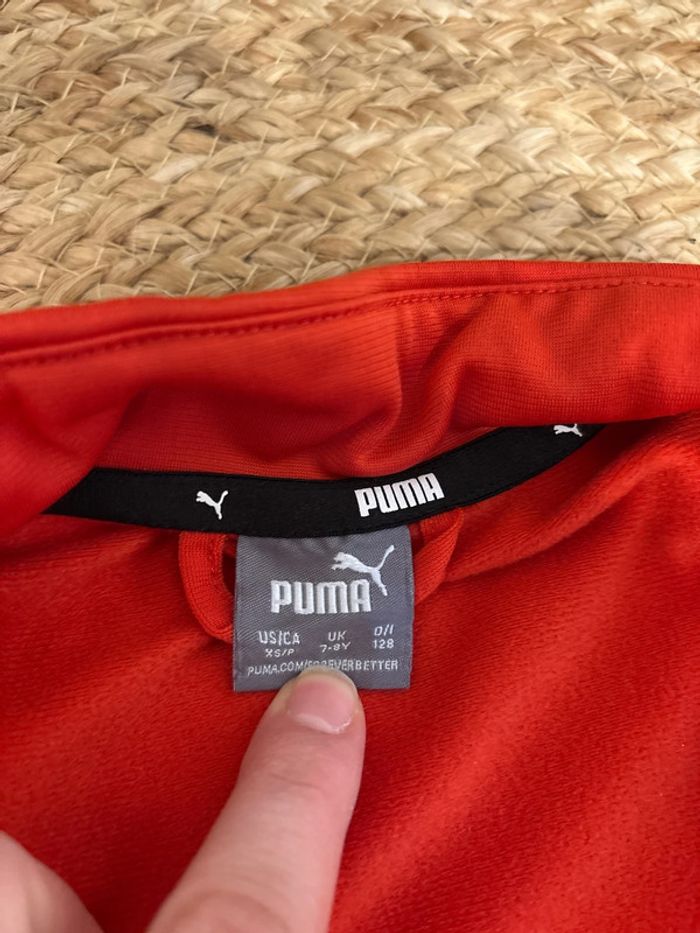 PUMA
PUMA
US/CA UK D/I
XS/P 7-8Y 128
PUMA.COM/FOREVERBETTER